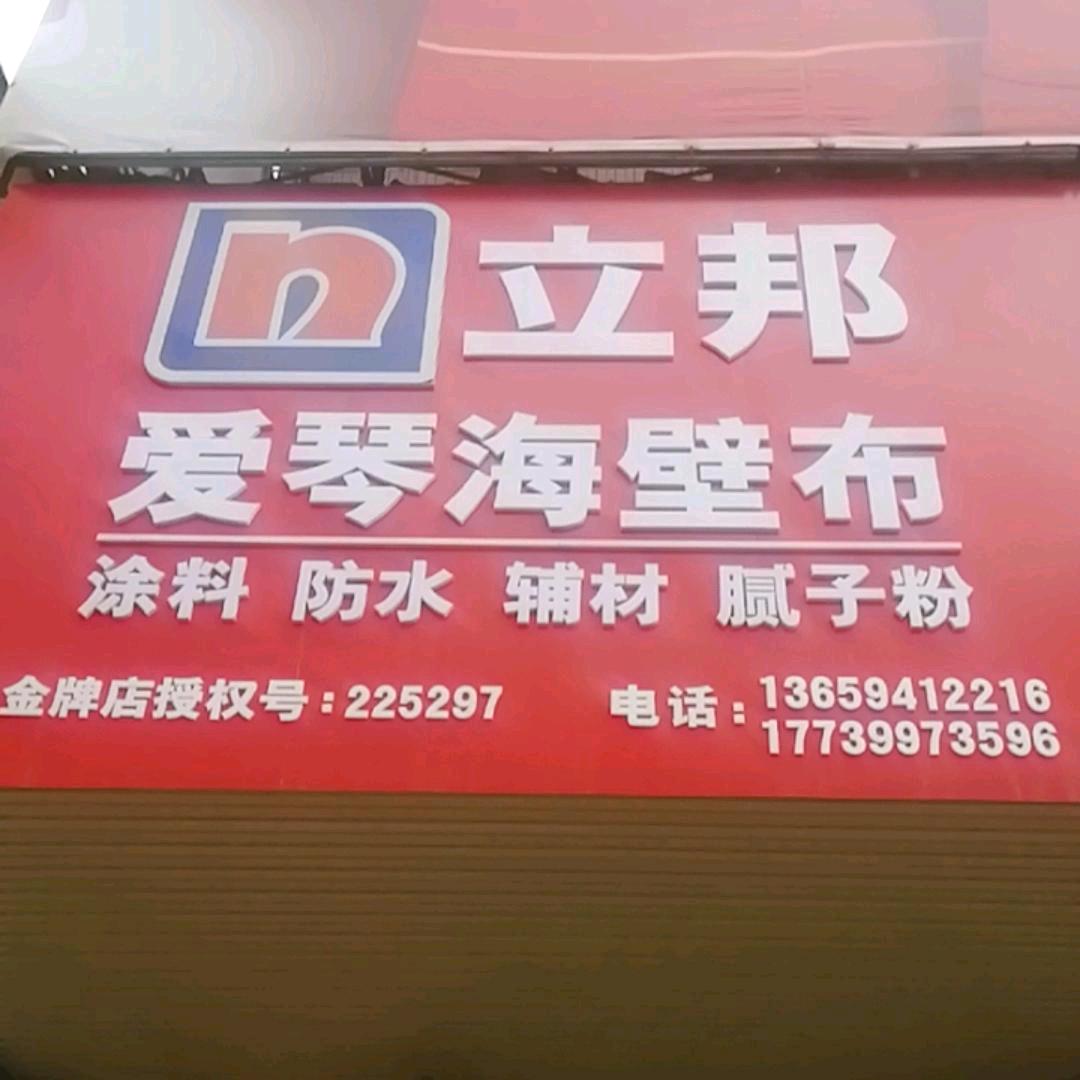 n 立邦
爱琴海壁布
涂料 防水 辅材 腻子粉
金牌店授权号:225297
电话:13659412216
17739973596